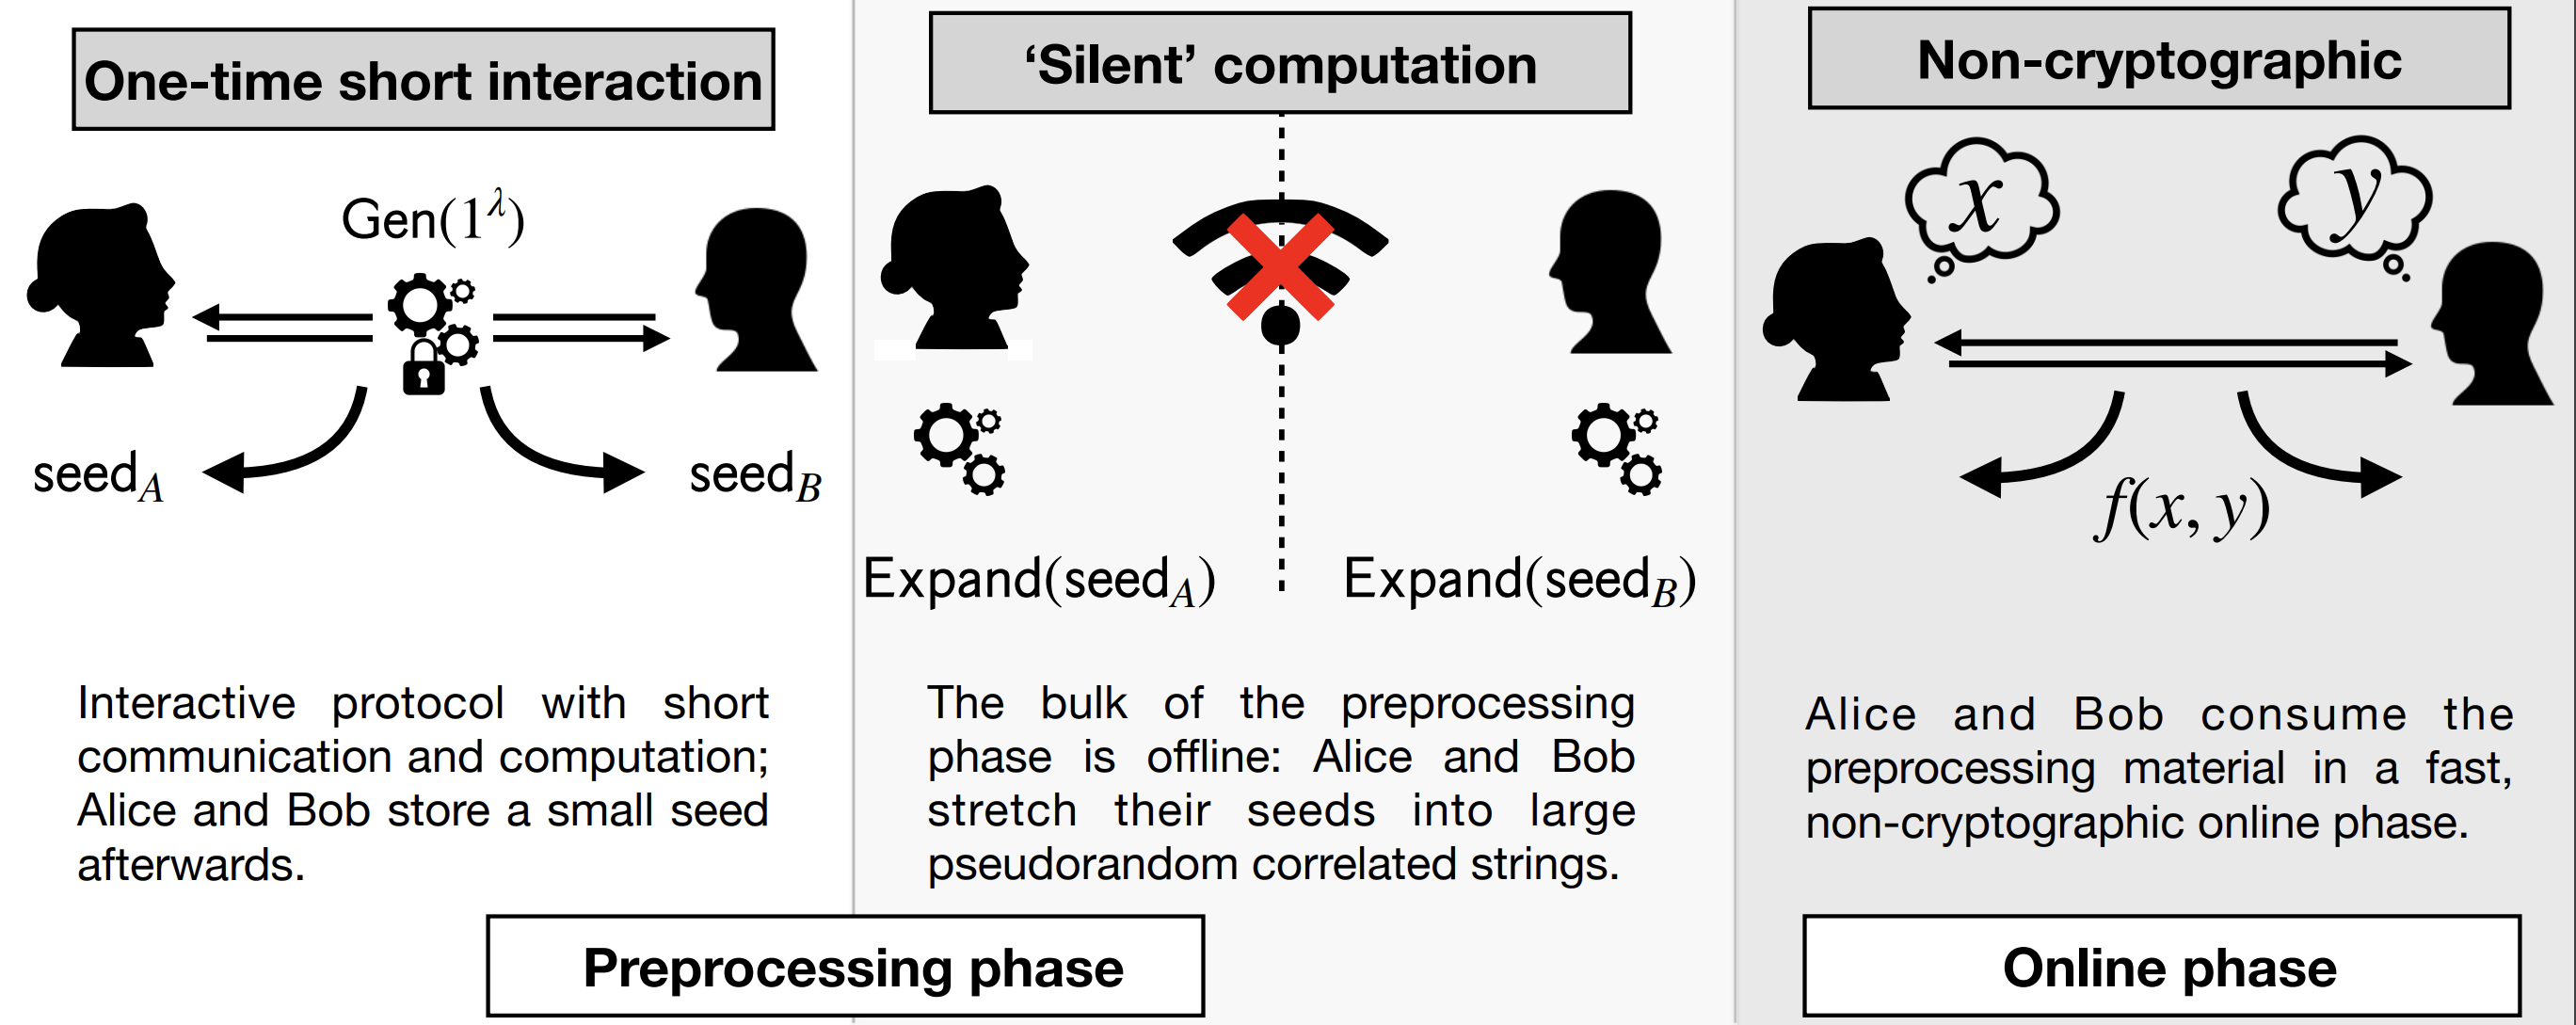 One-time short interaction
Gen(1^λ)
seed_A
seed_B
Interactive protocol with short
communication and computation;
Alice and Bob store a small seed
afterwards.
‘Silent’ computation
Expand(seed_A)
Expand(seed_B)
The bulk of the preprocessing
phase is offline: Alice and Bob
stretch their seeds into large
pseudorandom correlated strings.
Preprocessing phase
Non-cryptographic
x
y
f(x, y)
Alice and Bob consume the
preprocessing material in a fast,
non-cryptographic online phase.
Online phase